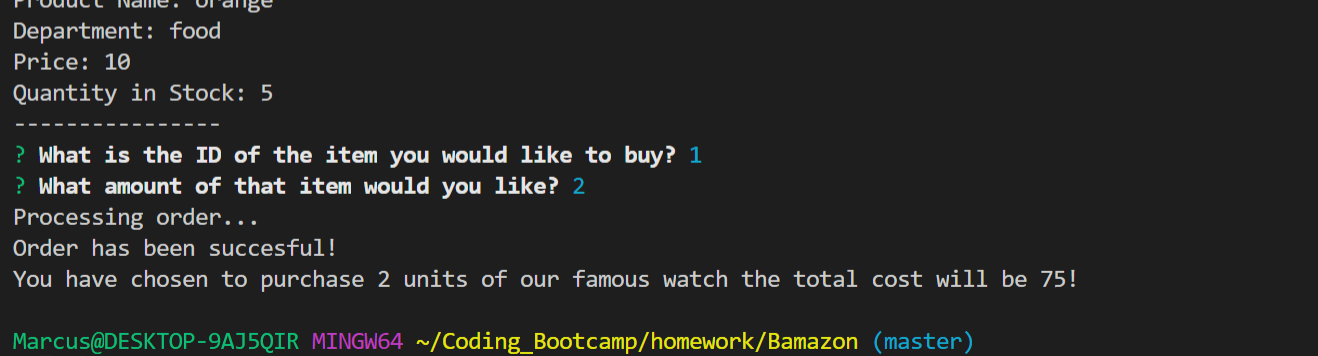 Product Name: orange
Department: food
Price: 10
Quantity in Stock: 5
----------------
? What is the ID of the item you would like to buy? 1
? What amount of that item would you like? 2
Processing order...
Order has been succesful!
You have chosen to purchase 2 units of our famous watch the total cost will be 75!
Marcus@DESKTOP-9AJ5QIR MINGW64 ~/Coding_Bootcamp/homework/Bamazon (master)